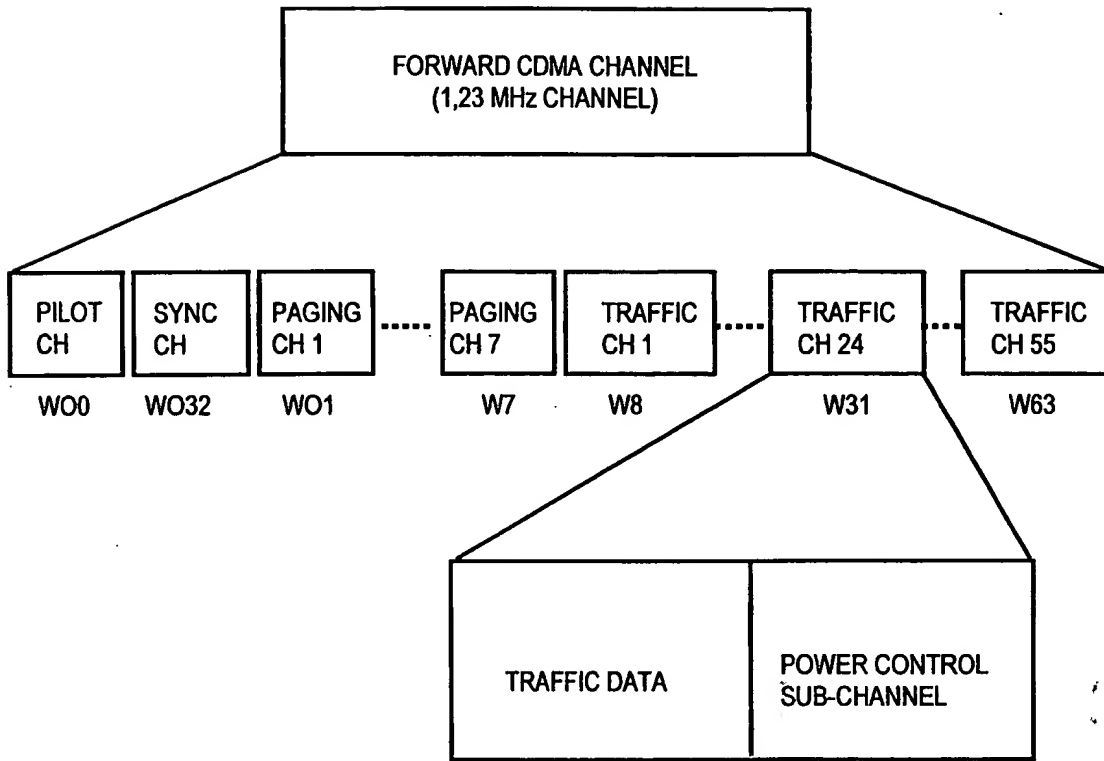 FORWARD CDMA CHANNEL
(1,23 MHz CHANNEL)
PILOT
CH
SYNC
CH
PAGING
CH 1
PAGING
CH 7
TRAFFIC
CH 1
TRAFFIC
CH 24
TRAFFIC
CH 55
WO0
WO32
WO1
W7
W8
W31
W63
TRAFFIC DATA
POWER CONTROL
SUB-CHANNEL